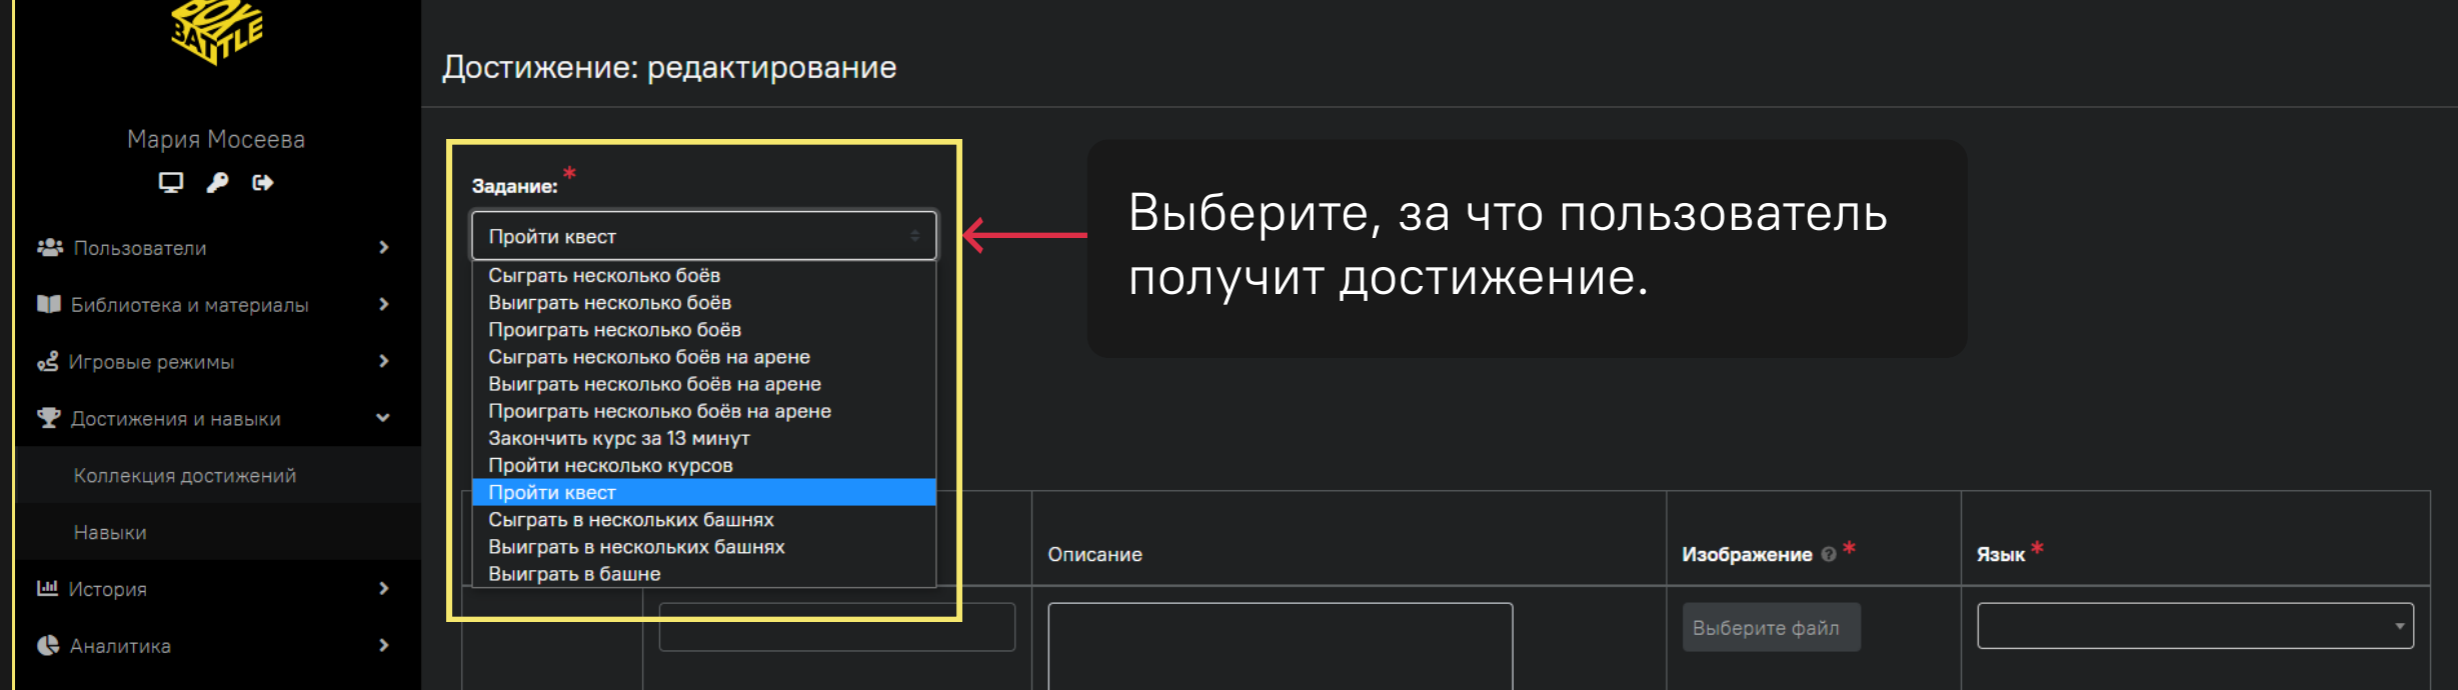 BOX
BATTLE
Мария Мосеева
Пользователи
Библиотека и материалы
Игровые режимы
Достижения и навыки
Коллекция достижений
Навыки
История
Аналитика
Достижение: редактирование
Задание: *
Пройти квест
Сыграть несколько боёв
Выиграть несколько боёв
Проиграть несколько боёв
Сыграть несколько боёв на арене
Выиграть несколько боёв на арене
Проиграть несколько боёв на арене
Закончить курс за 13 минут
Пройти несколько курсов
Пройти квест
Сыграть в нескольких башнях
Выиграть в нескольких башнях
Выиграть в башне
Выберите, за что пользователь
получит достижение.
Описание
Изображение ? *
Язык *
Выберите файл